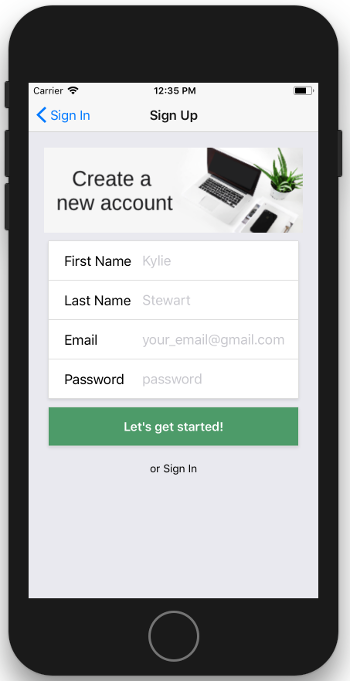 Carrier 12:35 PM
Sign In Sign Up
Create a
new account
First Name Kylie
Last Name Stewart
Email your_email@gmail.com
Password password
Let's get started!
or Sign In